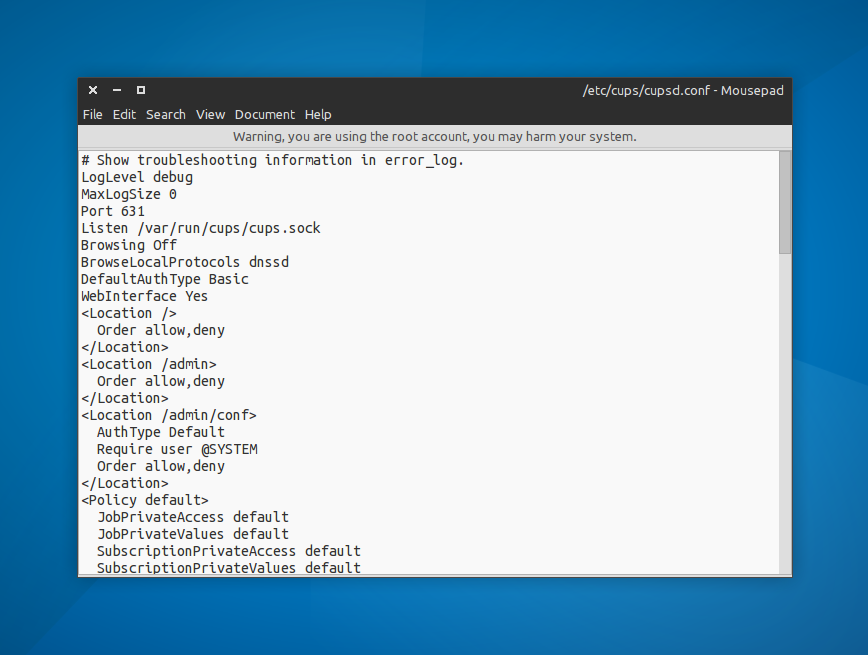 /etc/cups/cupsd.conf - Mousepad
File Edit Search View Document Help
Warning, you are using the root account, you may harm your system.
# Show troubleshooting information in error_log.
LogLevel debug
MaxLogSize 0
Port 631
Listen /var/run/cups/cups.sock
Browsing Off
BrowseLocalProtocols dnssd
DefaultAuthType Basic
WebInterface Yes
<Location />
  Order allow,deny
</Location>
<Location /admin>
  Order allow,deny
</Location>
<Location /admin/conf>
  AuthType Default
  Require user @SYSTEM
  Order allow,deny
</Location>
<Policy default>
  JobPrivateAccess default
  JobPrivateValues default
  SubscriptionPrivateAccess default
  SubscriptionPrivateValues default